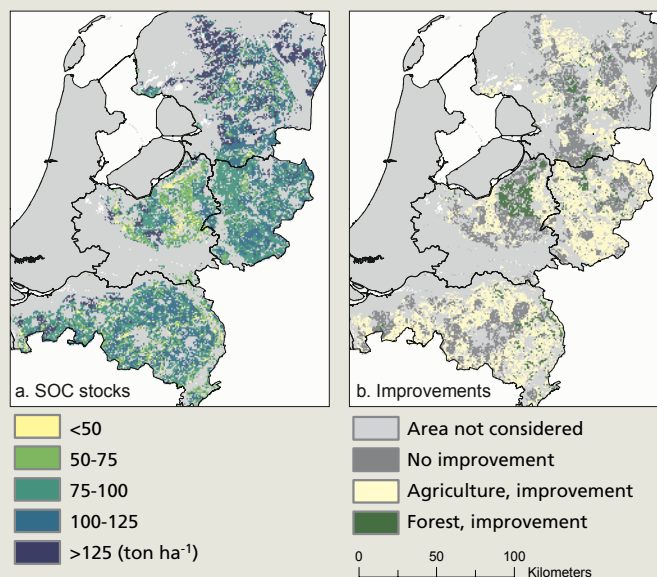 a. SOC stocks
b. Improvements
<50
50-75
75-100
100-125
>125 (ton ha⁻¹)
Area not considered
No improvement
Agriculture, improvement
Forest, improvement
0 25 50 100
Kilometers